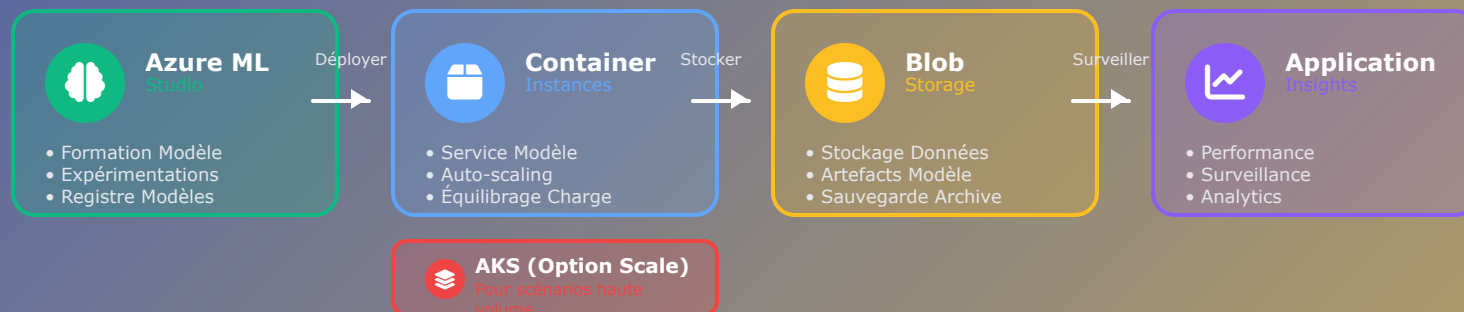 Azure ML
Studio
• Formation Modèle
• Expérimentations
• Registre Modèles
Déployer
Container
Instances
• Service Modèle
• Auto-scaling
• Équilibrage Charge
Stocker
Blob
Storage
• Stockage Données
• Artefacts Modèle
• Sauvegarde Archive
Surveiller
Application
Insights
• Performance
• Surveillance
• Analytics
AKS (Option Scale)
Pour scénarios haute
volume